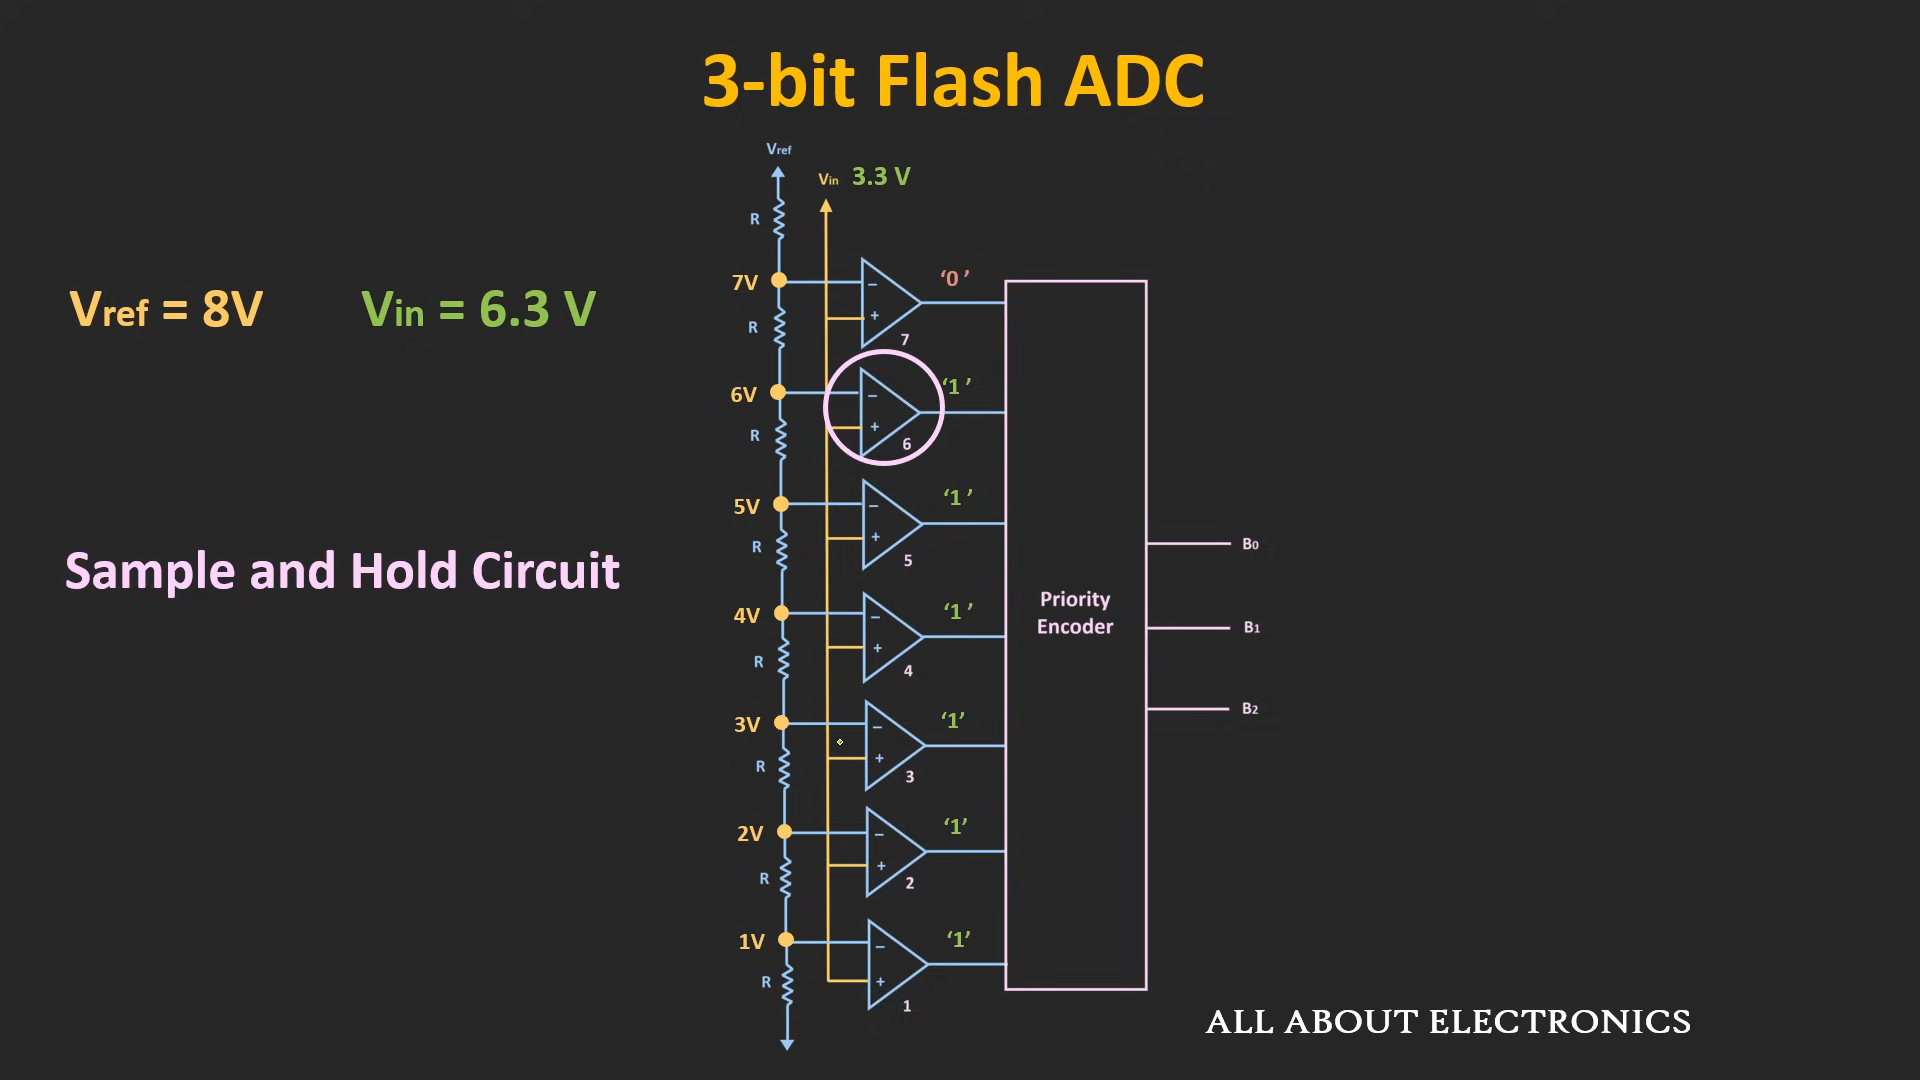 3-bit Flash ADC
Vref
Vin 3.3 V
R
7V
-
+
7
‘0 ’
Vref = 8V
Vin = 6.3 V
R
6V
-
+
6
‘1 ’
R
5V
-
+
5
‘1 ’
B0
R
Sample and Hold Circuit
4V
-
+
4
‘1 ’
Priority
Encoder
B1
R
3V
-
+
3
‘1’
B2
R
2V
-
+
2
‘1’
R
1V
-
+
1
‘1’
R
ALL ABOUT ELECTRONICS